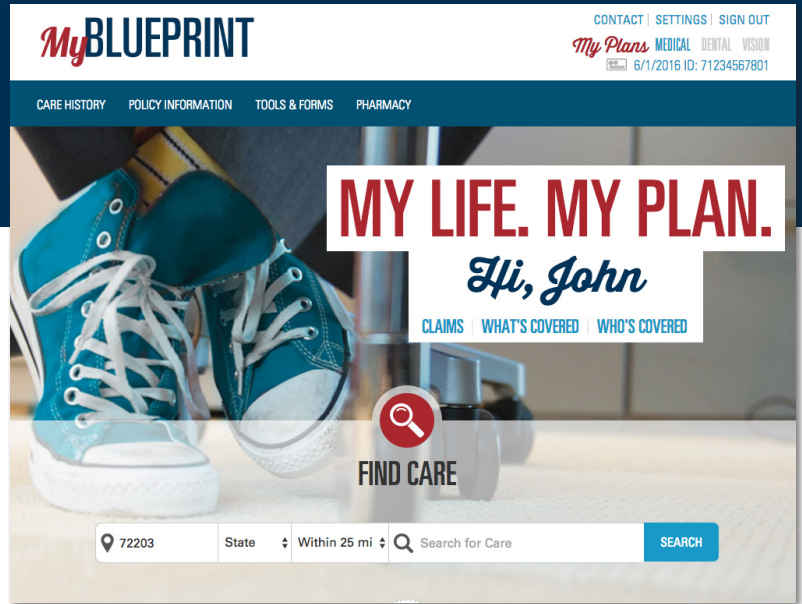 MyBLUEPRINT
CONTACT | SETTINGS | SIGN OUT
My Plans MEDICAL DENTAL VISION
6/1/2016 ID: 71234567801
CARE HISTORY POLICY INFORMATION TOOLS & FORMS PHARMACY
MY LIFE. MY PLAN.
Hi, John
CLAIMS | WHAT'S COVERED | WHO'S COVERED
FIND CARE
72203 State Within 25 mi Search for Care SEARCH